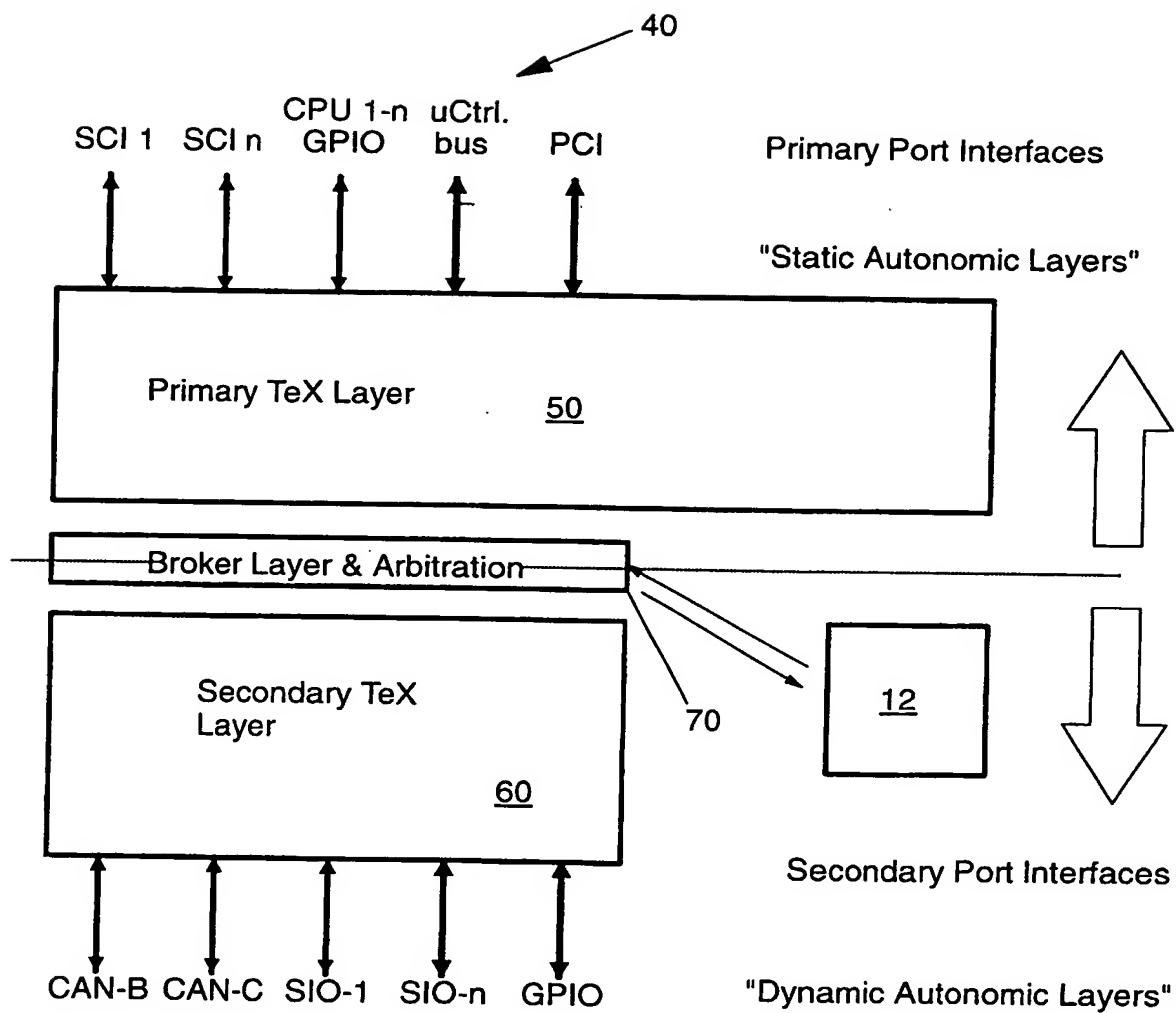 40
CPU 1-n uCtrl.
SCI 1 SCI n GPIO bus PCI
Primary Port Interfaces
"Static Autonomic Layers"
Primary TeX Layer
50
Broker Layer & Arbitration
Secondary TeX
Layer
60
70
12
Secondary Port Interfaces
CAN-B CAN-C SIO-1 SIO-n GPIO
"Dynamic Autonomic Layers"